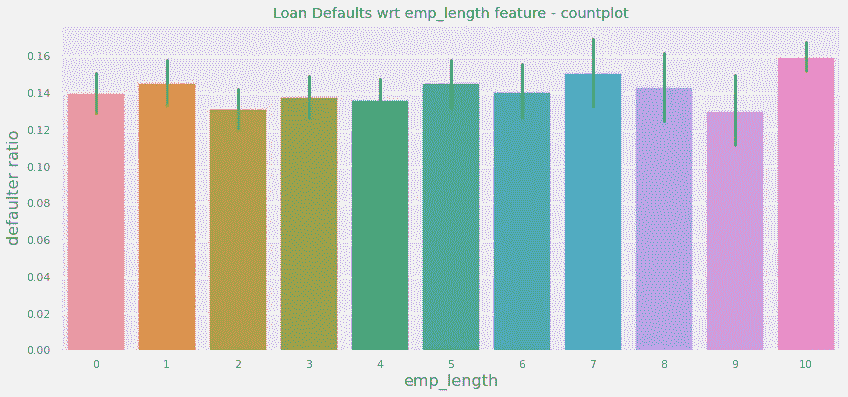 Loan Defaults wrt emp_length feature - countplot
defaulter ratio
0.16
0.14
0.12
0.10
0.08
0.06
0.04
0.02
0.00
0 1 2 3 4 5 6 7 8 9 10
emp_length